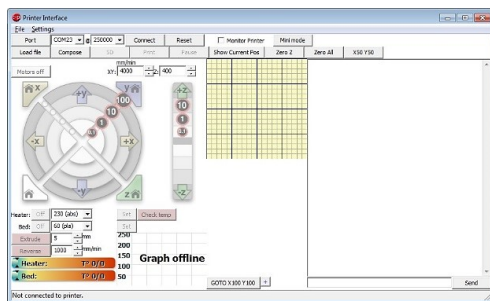 Printer Interface
File Settings
Port COM23 @ 250000 Connect Reset Monitor Printer Mini mode
Load file Compose SD Print Pause Show Current Pos Zero Z Zero All X50 Y50
mm/min
Motors off XY: 4000 Z: 400
X +Y Y +Z
100 10
10 1
1 0.1
0.1
-X +X
-Y Z -Z
Heater: Off 230 (abs) Set Check temp
Bed: Off 60 (pla) Set
Extrude 5 mm 250
Reverse 1000 mm/min 200
150 Graph offline
Heater: T° 0/0 100
Bed: T° 0/0 50
GOTO X100 Y100 + Send
Not connected to printer.